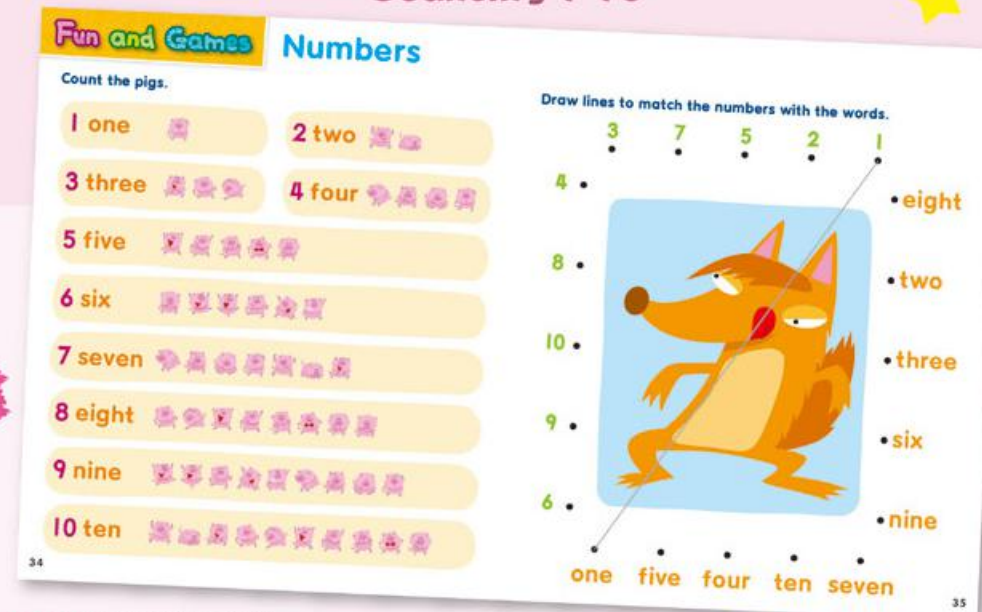 Fun and Games
Numbers
Count the pigs.
1 one
2 two
3 three
4 four
5 five
6 six
7 seven
8 eight
9 nine
10 ten
34
Draw lines to match the numbers with the words.
3 7 5 2 1
4
8
10
9
6
eight
two
three
six
nine
one five four ten seven
35